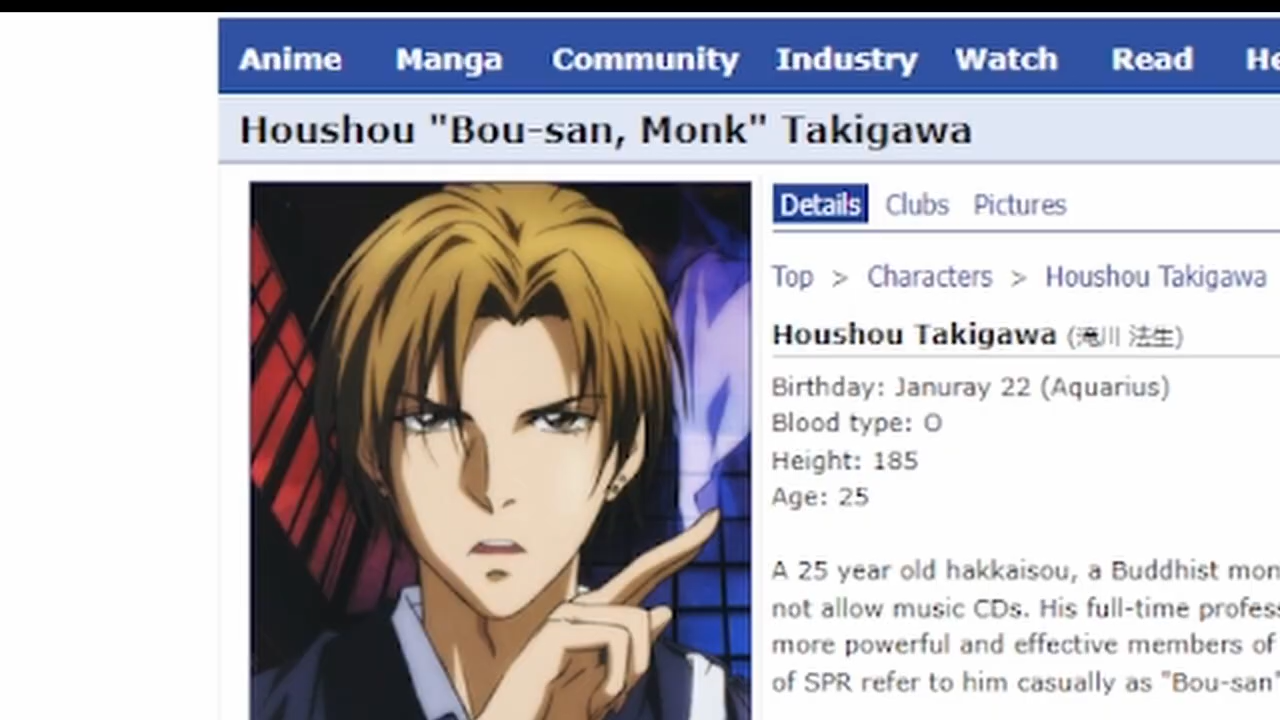 Anime Manga Community Industry Watch Read He
Houshou "Bou-san, Monk" Takigawa
Details Clubs Pictures
Top > Characters > Houshou Takigawa
Houshou Takigawa (滝川 法生)
Birthday: Januray 22 (Aquarius)
Blood type: O
Height: 185
Age: 25
A 25 year old hakkaisou, a Buddhist mon
not allow music CDs. His full-time profess
more powerful and effective members of
of SPR refer to him casually as "Bou-san"